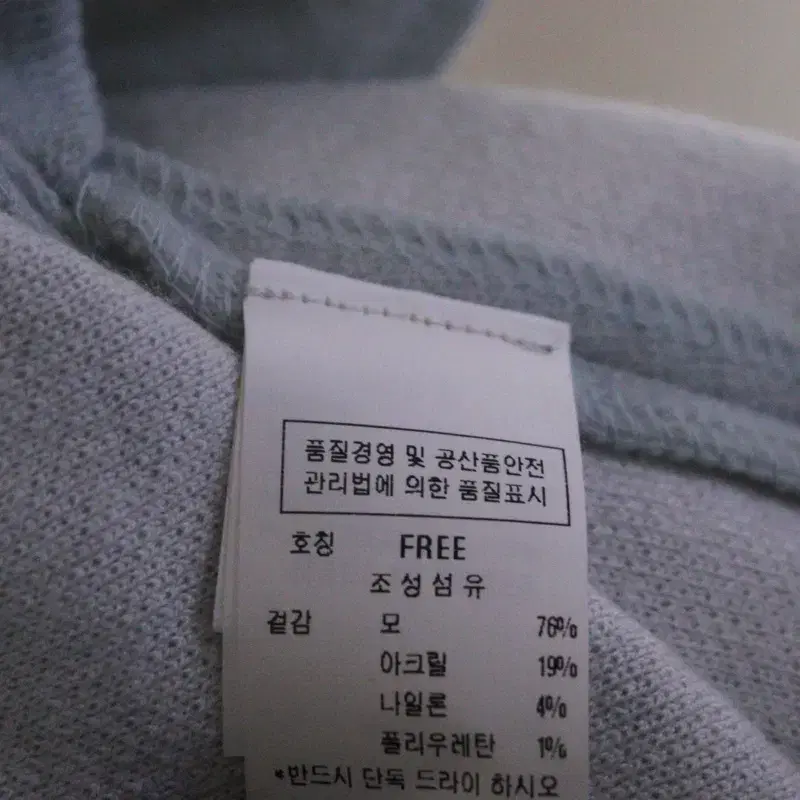 품질경영 및 공산품안전
관리법에 의한 품질표시
호칭 FREE
조성섬유
겉감 모 76%
아크릴 19%
나일론 4%
폴리우레탄 1%
*반드시 단독 드라이 하시오